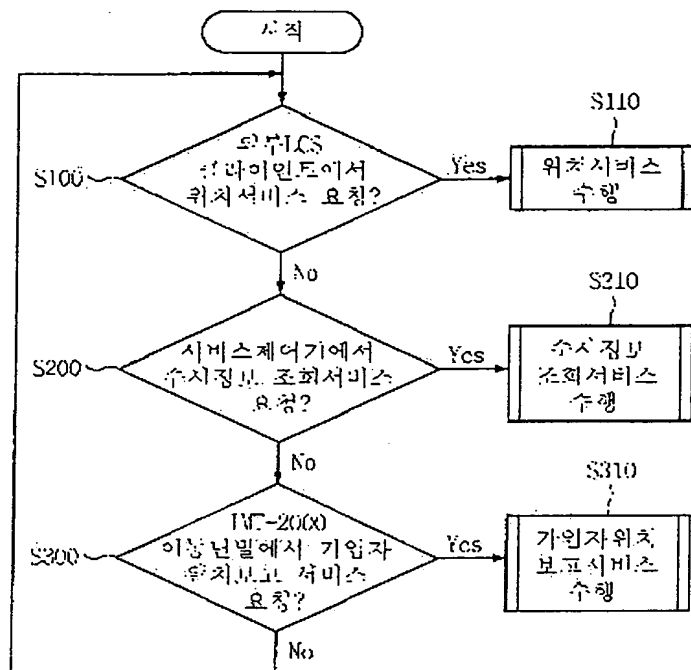 시작
S110
외부LCS
클라이언트에서
위치서비스 요청?
S100
Yes
위치서비스
수행
No
S210
서비스제어기에서
수시정보 조회서비스
요청?
S200
Yes
수시정보
조회서비스
수행
No
S310
이동단말에서 가입자
위치보고 서비스
요청?
S300
Yes
가입자위치
보고서비스
수행
No